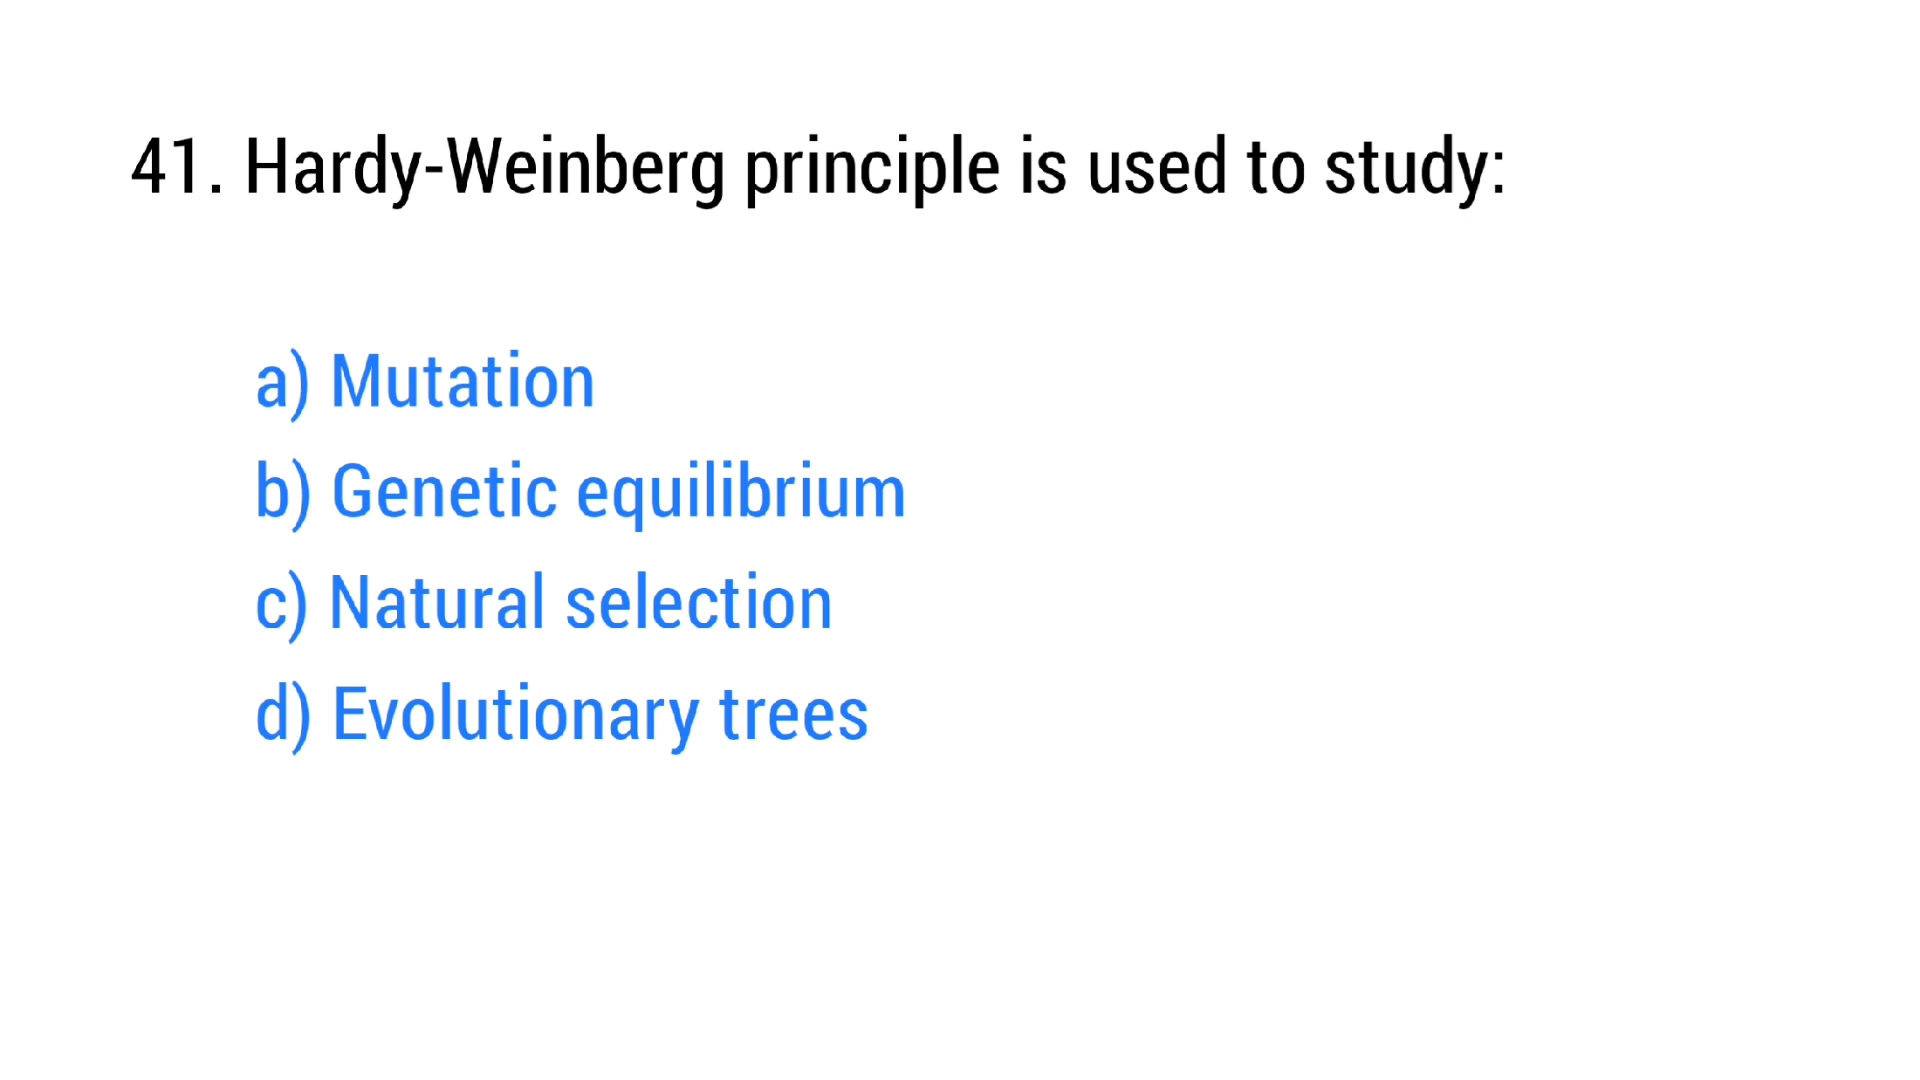 41. Hardy-Weinberg principle is used to study:
a) Mutation
b) Genetic equilibrium
c) Natural selection
d) Evolutionary trees